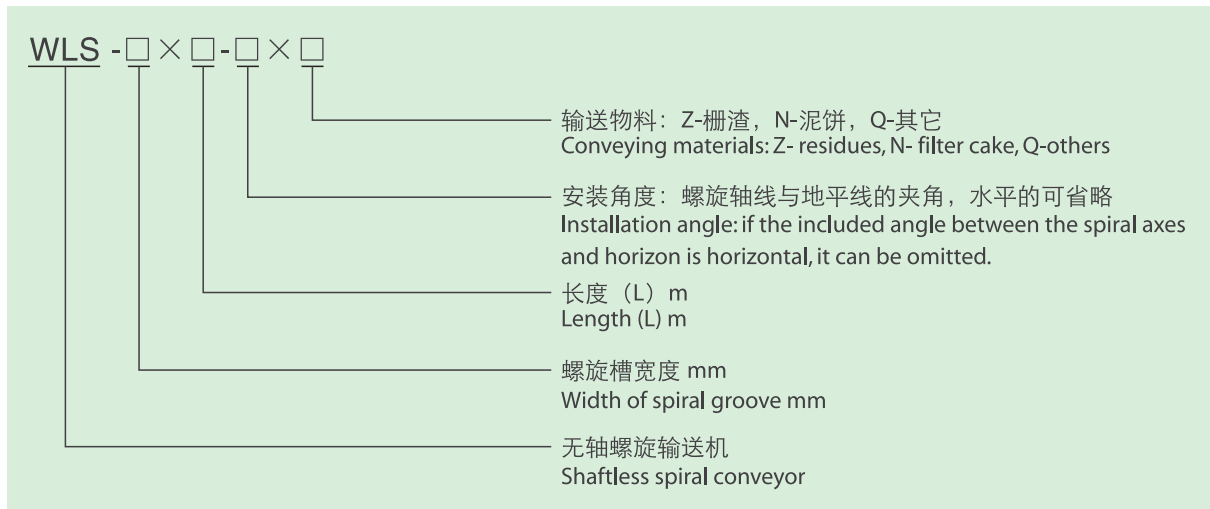 WLS -□×□-□×□
输送物料：Z-栅渣，N-泥饼，Q-其它
Conveying materials: Z- residues, N- filter cake, Q-others
安装角度：螺旋轴线与地平线的夹角，水平的可省略
Installation angle: if the included angle between the spiral axes
and horizon is horizontal, it can be omitted.
长度（L）m
Length (L) m
螺旋槽宽度 mm
Width of spiral groove mm
无轴螺旋输送机
Shaftless spiral conveyor